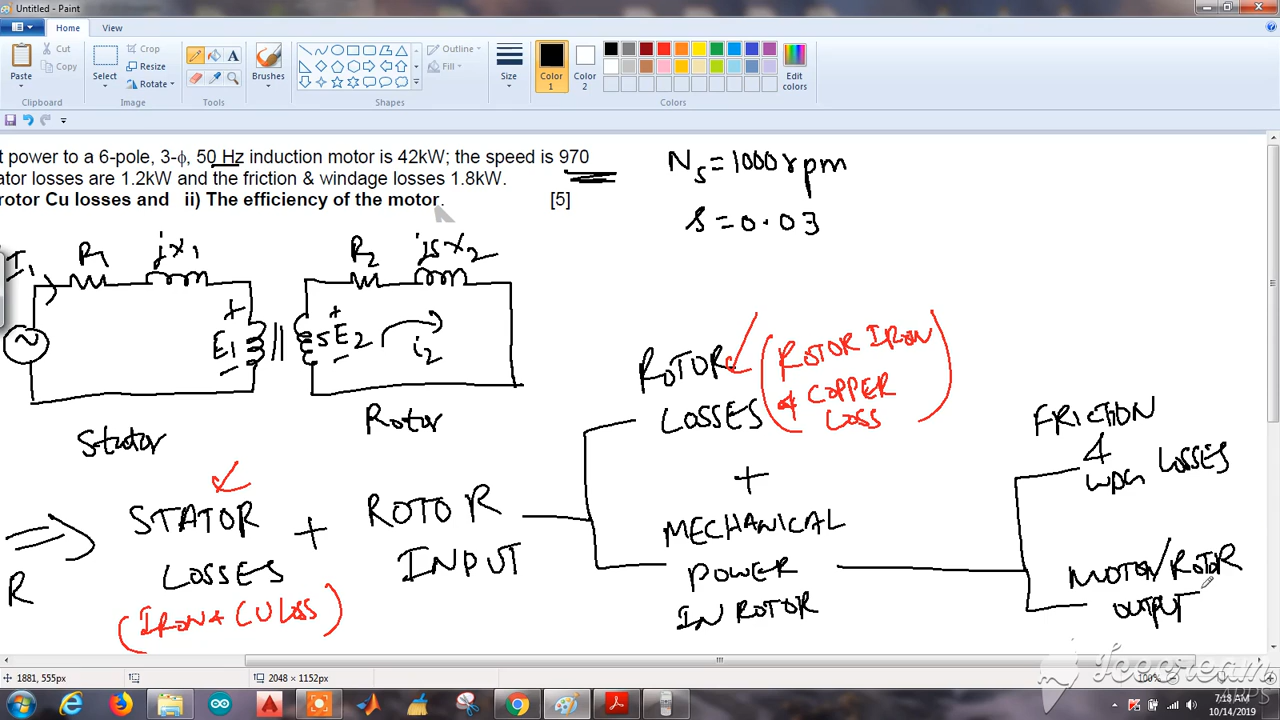 Untitled - Paint
Home
View
Paste
Cut
Copy
Clipboard
Select
Crop
Resize
Rotate
Image
Tools
Brushes
Shapes
Outline
Fill
Size
Color 1
Color 2
Colors
Edit colors
t power to a 6-pole, 3-ϕ, 50 Hz induction motor is 42kW; the speed is 970
ator losses are 1.2kW and the friction & windage losses 1.8kW.
rotor Cu losses and ii) The efficiency of the motor. [5]
Ns = 1000 rpm
s = 0.03
I1
R1
jX1
R2
jsX2
+
E1
-
+
sE2
-
i2
Stator
Rotor
ROTOR
LOSSES
(ROTOR IRON
& COPPER
LOSS)
+
MECHANICAL
POWER
IN ROTOR
FRICTION
&
WDG LOSSES
MOTOR/ROTOR
OUTPUT
R
STATOR
LOSSES
(IRON + CU LOSS)
+
ROTOR
INPUT
1881, 555px
2048 × 1152px
100%
Icecream
APPS
7:18 AM
10/14/2019